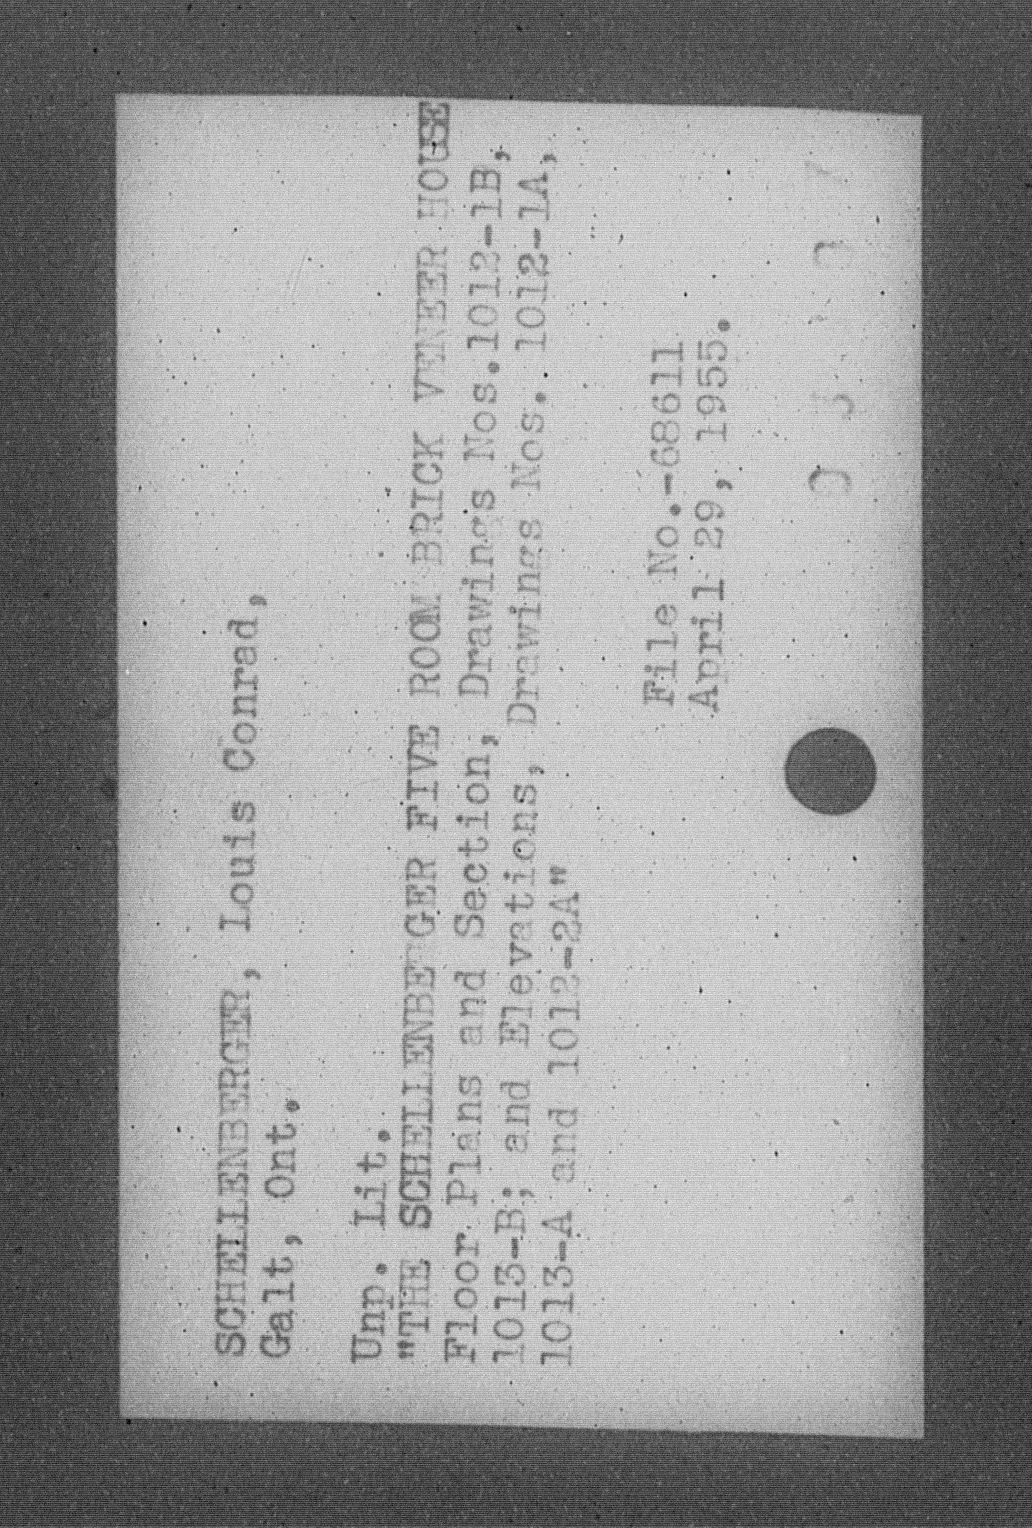 SCHELLENBERGER, Louis Conrad,
Galt, Ont.
Unp. Lit.
"THE SCHELLENBERGER FIVE ROOM BRICK VENEER HOUSE
Floor Plans and Section, Drawings Nos.1012-1B,
1013-B; and Elevations, Drawings Nos. 1012-1A,
1013-A and 1012-2A"
File No.-68611
April 29, 1955.